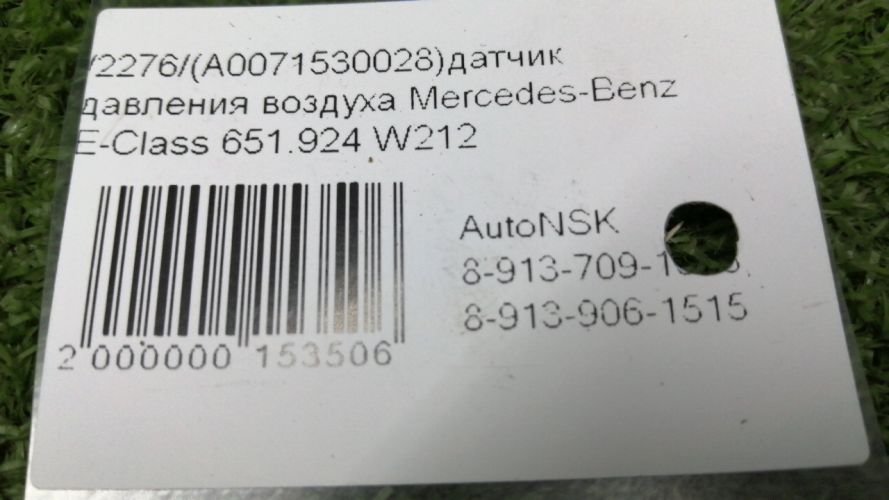 /2276/(A0071530028)датчик
давления воздуха Mercedes-Benz
E-Class 651.924 W212
AutoNSK
8-913-906-1515
2 000000 153506